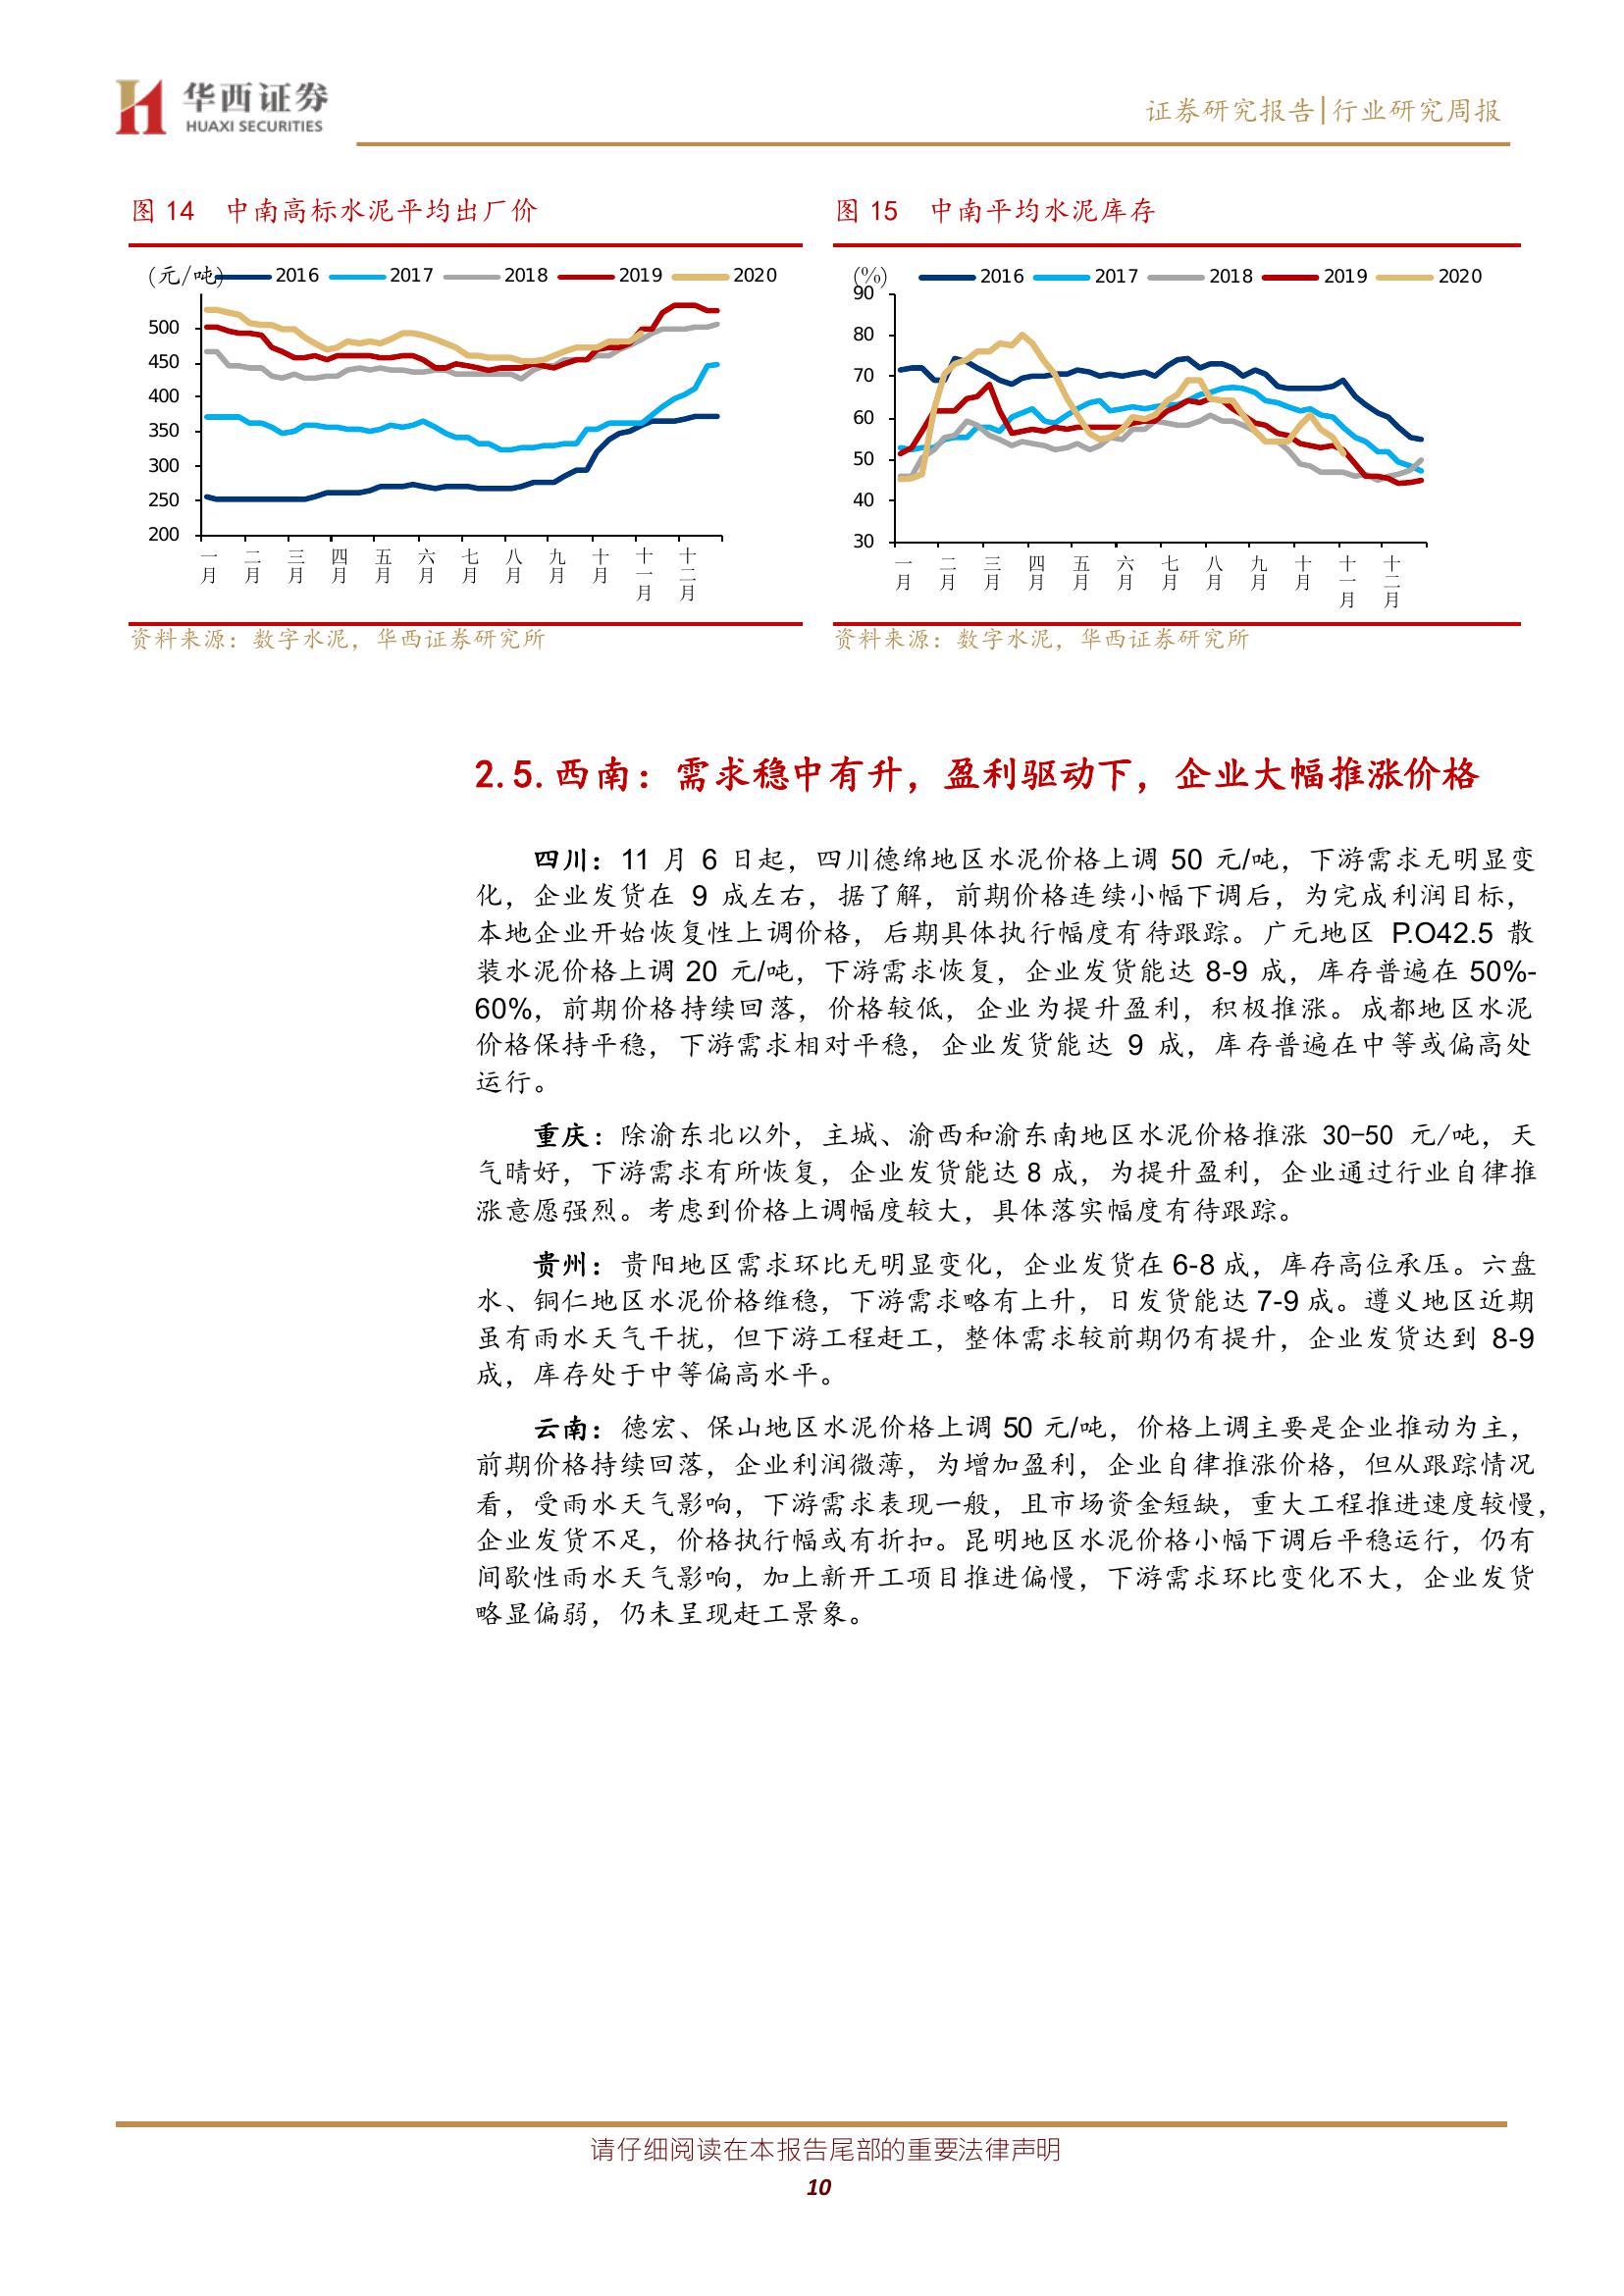 华西证券
HUAXI SECURITIES
证券研究报告|行业研究周报
图 14 中南高标水泥平均出厂价
(元/吨) 2016 2017 2018 2019 2020
500
450
400
350
300
250
200
一月 二月 三月 四月 五月 六月 七月 八月 九月 十月 十一月 十二月
资料来源：数字水泥，华西证券研究所
图 15 中南平均水泥库存
(%) 2016 2017 2018 2019 2020
90
80
70
60
50
40
30
一月 二月 三月 四月 五月 六月 七月 八月 九月 十月 十一月 十二月
资料来源：数字水泥，华西证券研究所
2.5.西南：需求稳中有升，盈利驱动下，企业大幅推涨价格
四川：11 月 6 日起，四川德绵地区水泥价格上调 50 元/吨，下游需求无明显变
化，企业发货在 9 成左右，据了解，前期价格连续小幅下调后，为完成利润目标，
本地企业开始恢复性上调价格，后期具体执行幅度有待跟踪。广元地区 P.O42.5 散
装水泥价格上调 20 元/吨，下游需求恢复，企业发货能达 8-9 成，库存普遍在 50%-
60%，前期价格持续回落，价格较低，企业为提升盈利，积极推涨。成都地区水泥
价格保持平稳，下游需求相对平稳，企业发货能达 9 成，库存普遍在中等或偏高处
运行。
重庆：除渝东北以外，主城、渝西和渝东南地区水泥价格推涨 30-50 元/吨，天
气晴好，下游需求有所恢复，企业发货能达 8 成，为提升盈利，企业通过行业自律推
涨意愿强烈。考虑到价格上调幅度较大，具体落实幅度有待跟踪。
贵州：贵阳地区需求环比无明显变化，企业发货在 6-8 成，库存高位承压。六盘
水、铜仁地区水泥价格维稳，下游需求略有上升，日发货能达 7-9 成。遵义地区近期
虽有雨水天气干扰，但下游工程赶工，整体需求较前期仍有提升，企业发货达到 8-9
成，库存处于中等偏高水平。
云南：德宏、保山地区水泥价格上调 50 元/吨，价格上调主要是企业推动为主，
前期价格持续回落，企业利润微薄，为增加盈利，企业自律推涨价格，但从跟踪情况
看，受雨水天气影响，下游需求表现一般，且市场资金短缺，重大工程推进速度较慢，
企业发货不足，价格执行幅或有折扣。昆明地区水泥价格小幅下调后平稳运行，仍有
间歇性雨水天气影响，加上新开工项目推进偏慢，下游需求环比变化不大，企业发货
略显偏弱，仍未呈现赶工景象。
请仔细阅读在本报告尾部的重要法律声明
10